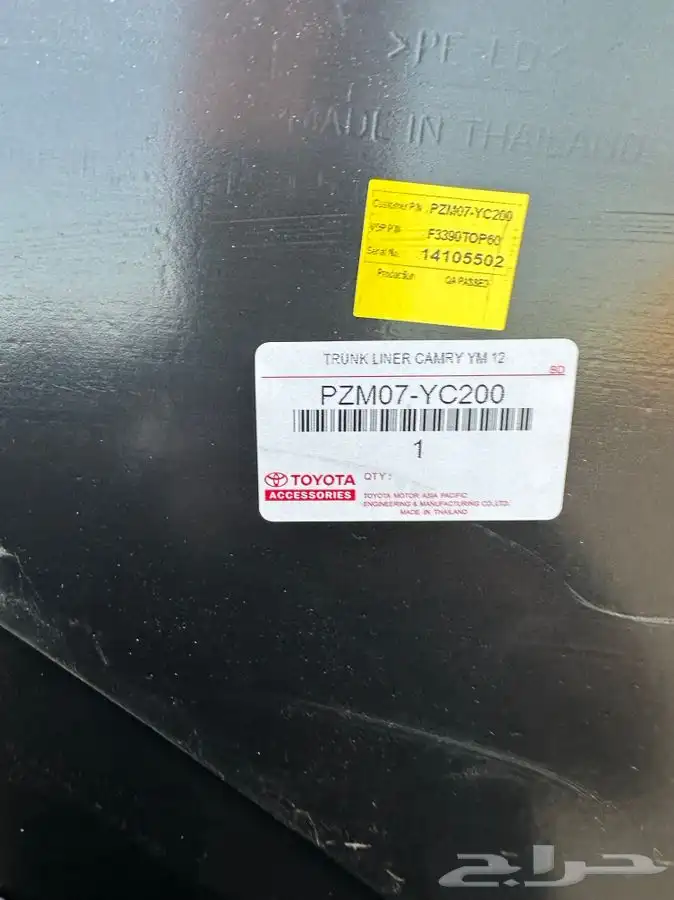 >PE-LD<
MADE IN THAILAND
Customer P/N PZM07-YC200
VSP P/N F3390TOP60
Serial No. 14105502
Production QA PASSED
TRUNK LINER CAMRY YM 12
BD
PZM07-YC200
1
TOYOTA QTY:
ACCESSORIES
TOYOTA MOTOR ASIA PACIFIC
ENGINEERING & MANUFACTURING CO.,LTD.
MADE IN THAILAND
حراج